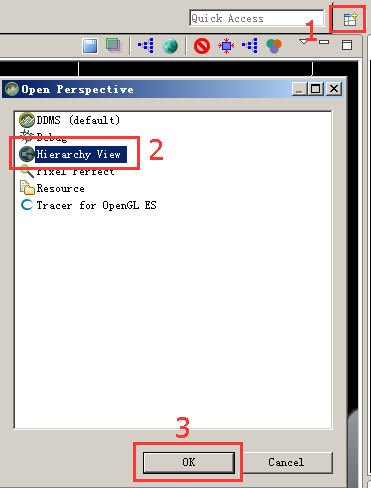 Quick Access
1
Open Perspective
DDMS (default)
Debug
Hierarchy View
2
Pixel Perfect
Resource
Tracer for OpenGL ES
3
OK
Cancel